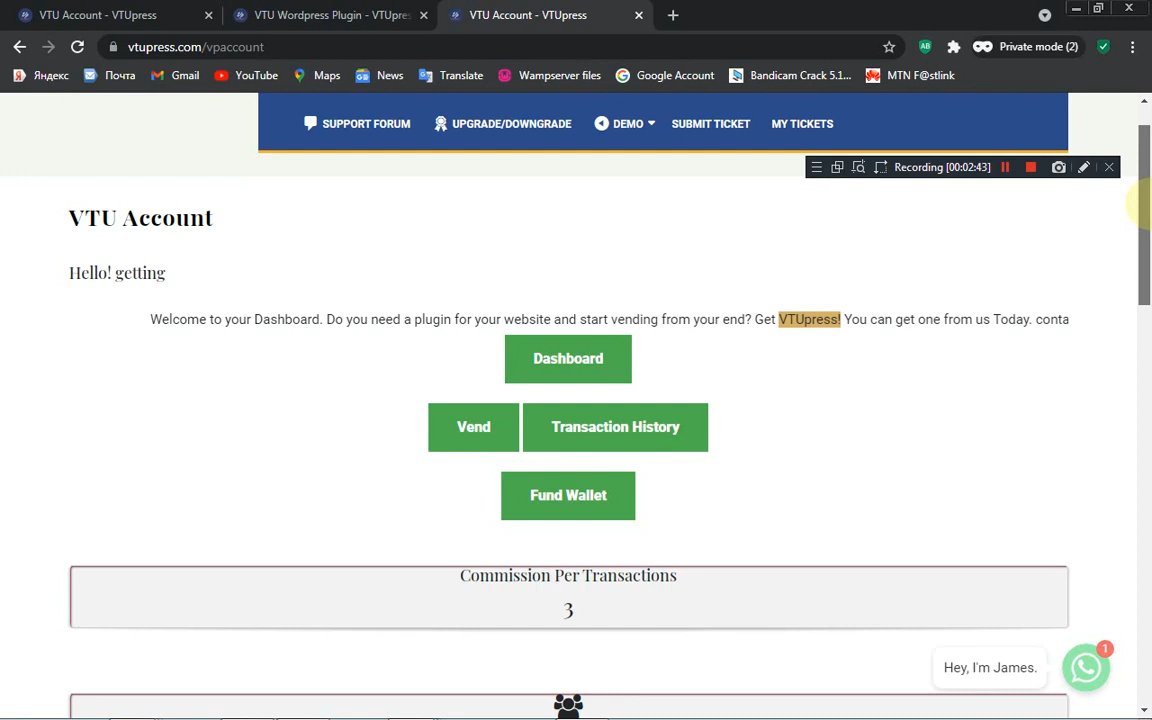 VTU Account - VTUpress
VTU Wordpress Plugin - VTUpres
VTU Account - VTUpress
vtupress.com/vpaccount
Private mode (2)
Яндекс
Почта
Gmail
YouTube
Maps
News
Translate
Wampserver files
Google Account
Bandicam Crack 5.1...
MTN F@stlink
SUPPORT FORUM
UPGRADE/DOWNGRADE
DEMO
SUBMIT TICKET
MY TICKETS
Recording [00:02:43]
VTU Account
Hello! getting
Welcome to your Dashboard. Do you need a plugin for your website and start vending from your end? Get VTUpress! You can get one from us Today. conta
Dashboard
Vend
Transaction History
Fund Wallet
Commission Per Transactions
3
1
Hey, I'm James.